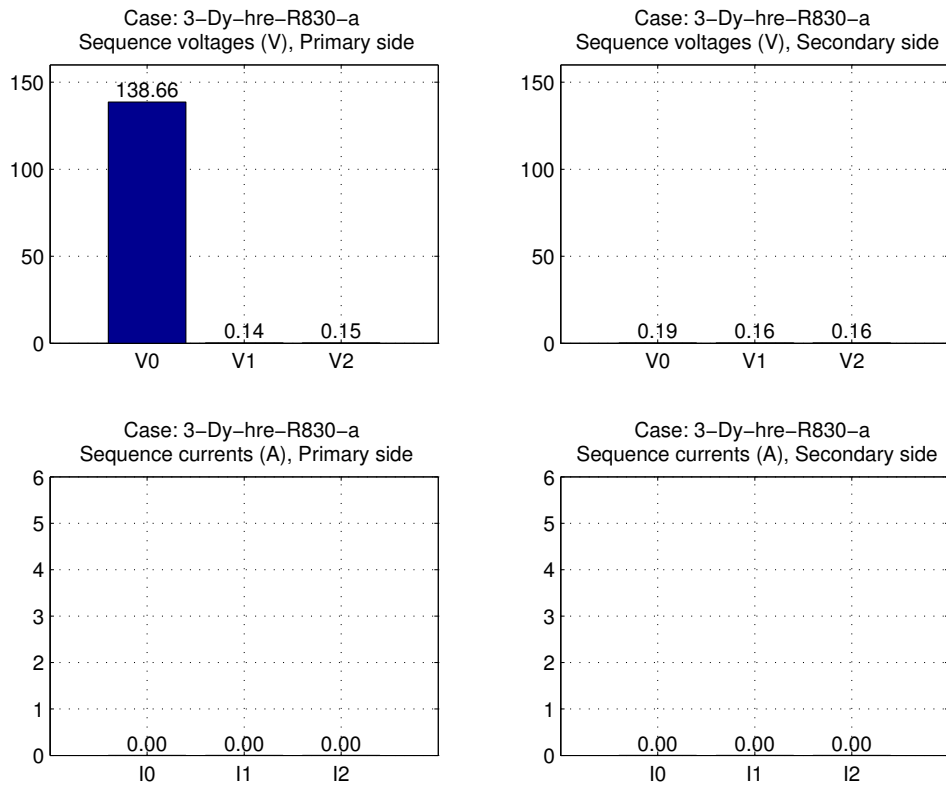 Case: 3−Dy−hre−R830−a
Sequence voltages (V), Primary side
150
100
50
0
138.66
0.14
0.15
V0
V1
V2
Case: 3−Dy−hre−R830−a
Sequence voltages (V), Secondary side
150
100
50
0
0.19
0.16
0.16
V0
V1
V2
Case: 3−Dy−hre−R830−a
Sequence currents (A), Primary side
6
5
4
3
2
1
0
0.00
0.00
0.00
I0
I1
I2
Case: 3−Dy−hre−R830−a
Sequence currents (A), Secondary side
6
5
4
3
2
1
0
0.00
0.00
0.00
I0
I1
I2